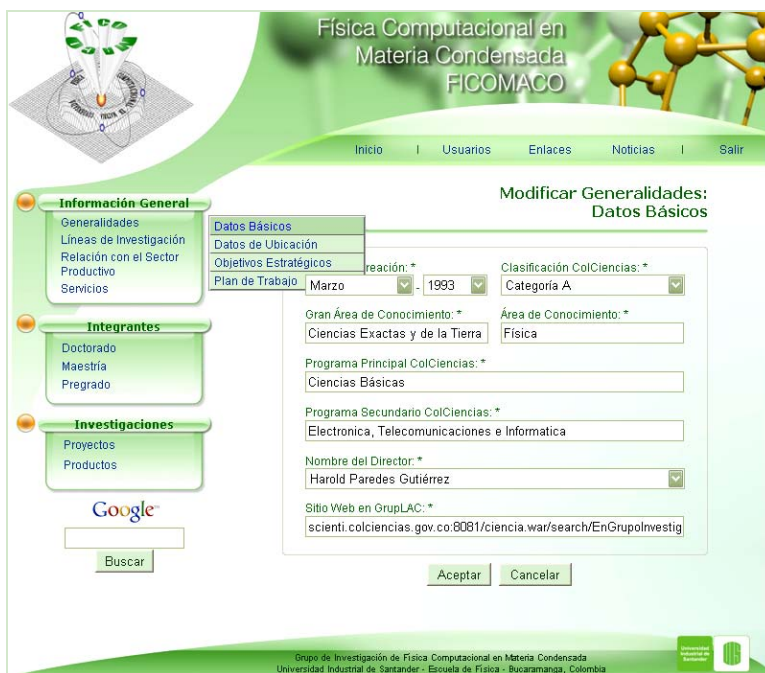 FICO
MACO
Física Computacional en
Materia Condensada
FICOMACO
Inicio | Usuarios Enlaces Noticias | Salir
Información General
Generalidades
Líneas de Investigación
Relación con el Sector
Productivo
Servicios
Datos Básicos
Datos de Ubicación
Objetivos Estratégicos
Plan de Trabajo
Integrantes
Doctorado
Maestría
Pregrado
Investigaciones
Proyectos
Productos
Google
Buscar
Modificar Generalidades:
Datos Básicos
reación: * Clasificación ColCiencias: *
Marzo - 1993 Categoría A
Gran Área de Conocimiento: * Área de Conocimiento: *
Ciencias Exactas y de la Tierra Física
Programa Principal ColCiencias: *
Ciencias Básicas
Programa Secundario ColCiencias: *
Electronica, Telecomunicaciones e Informatica
Nombre del Director: *
Harold Paredes Gutiérrez
Sitio Web en GrupLAC: *
scienti.colciencias.gov.co:8081/ciencia.war/search/EnGrupoInvestig
Aceptar Cancelar
Grupo de Investigación de Física Computacional en Materia Condensada
Universidad Industrial de Santander - Escuela de Física - Bucaramanga, Colombia
Universidad
Industrial de
Santander